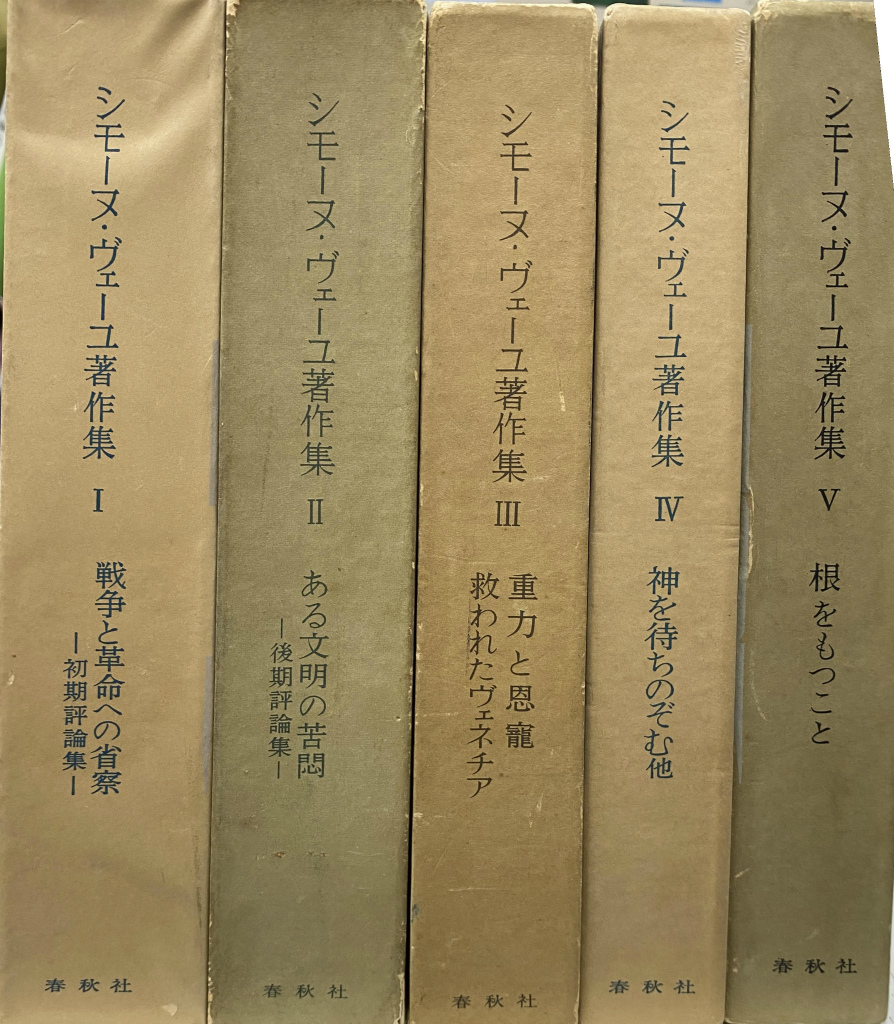 シモーヌ・ヴェーユ著作集 I
戦争と革命への省察
ー初期評論集ー
春秋社
シモーヌ・ヴェーユ著作集 II
ある文明の苦悶
ー後期評論集ー
春秋社
シモーヌ・ヴェーユ著作集 III
重力と恩寵
救われたヴェネチア
春秋社
シモーヌ・ヴェーユ著作集 IV
神を待ちのぞむ他
春秋社
シモーヌ・ヴェーユ著作集 V
根をもつこと
春秋社